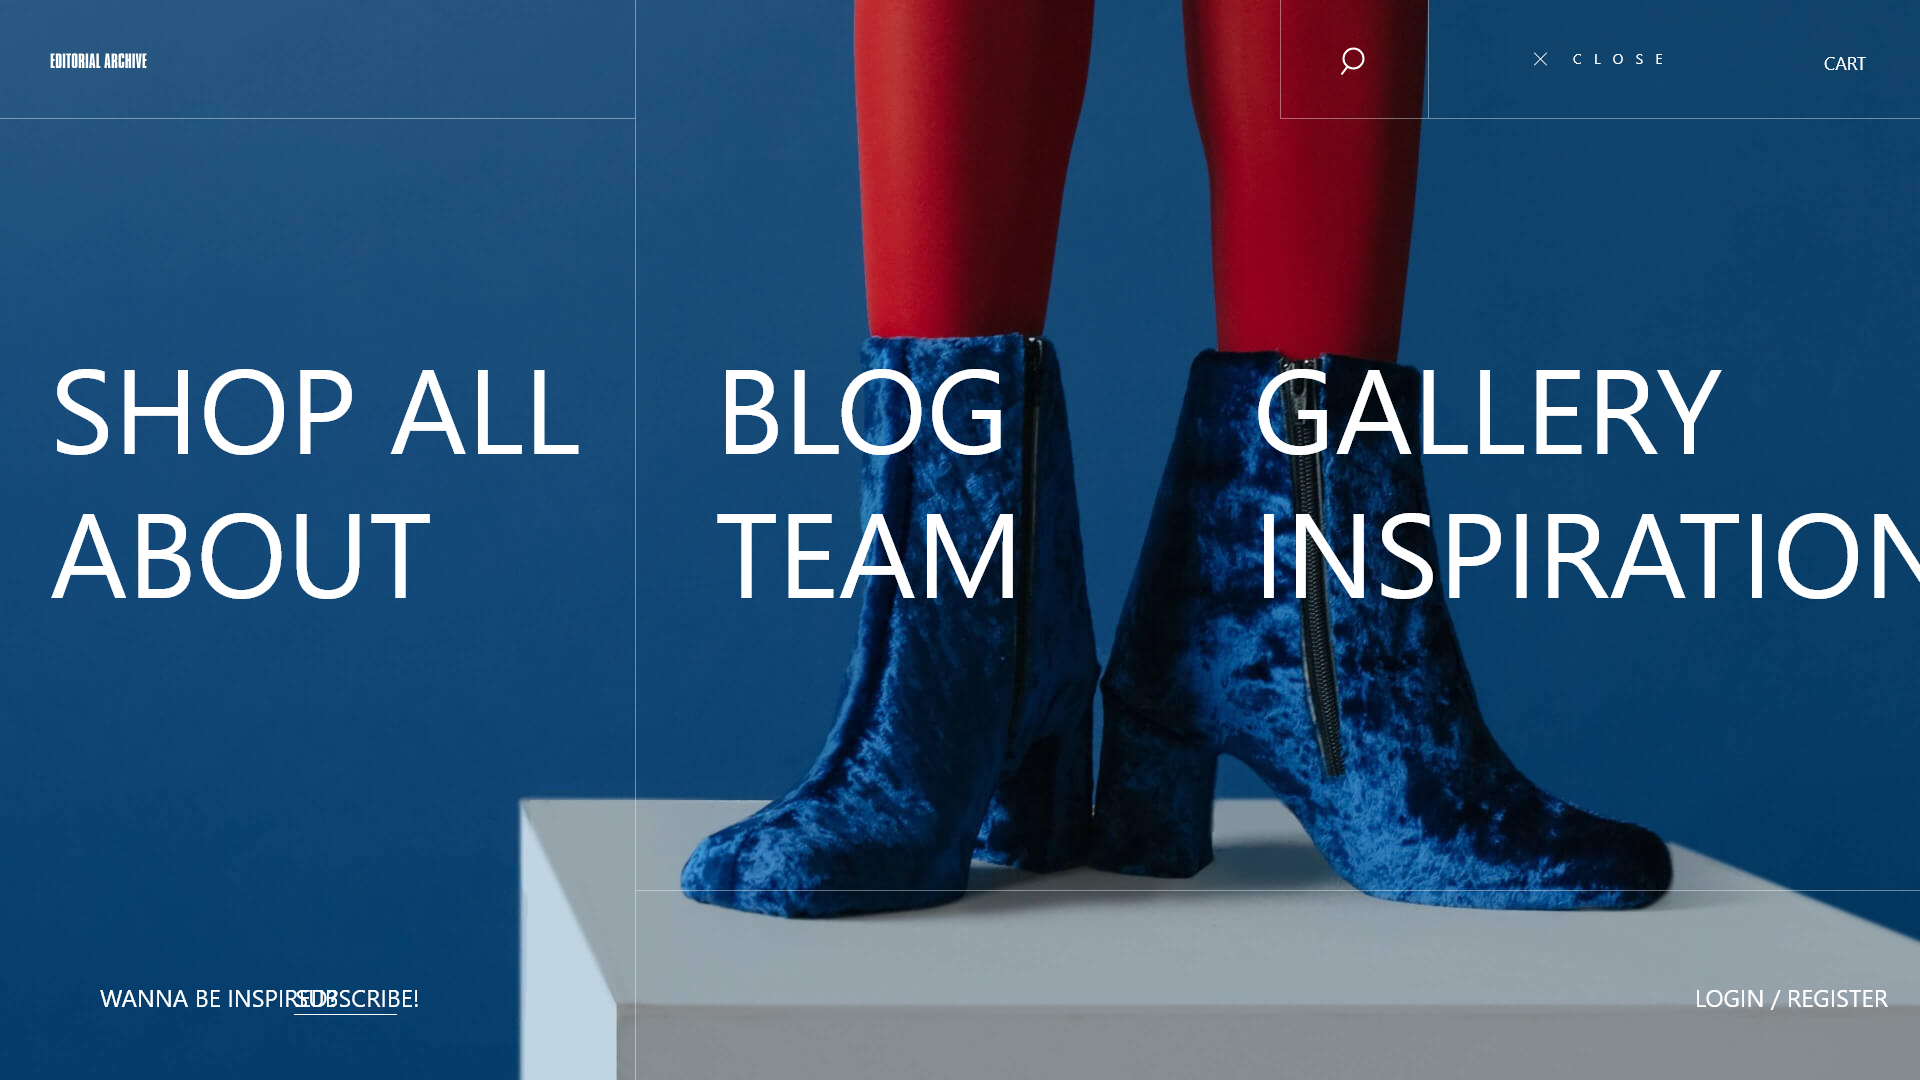 EDITORIAL ARCHIVE
CLOSE
CART
SHOP ALL
BLOG
GALLERY
ABOUT
TEAM
INSPIRATION
WANNA BE INSPIRED?
SUBSCRIBE!
LOGIN / REGISTER